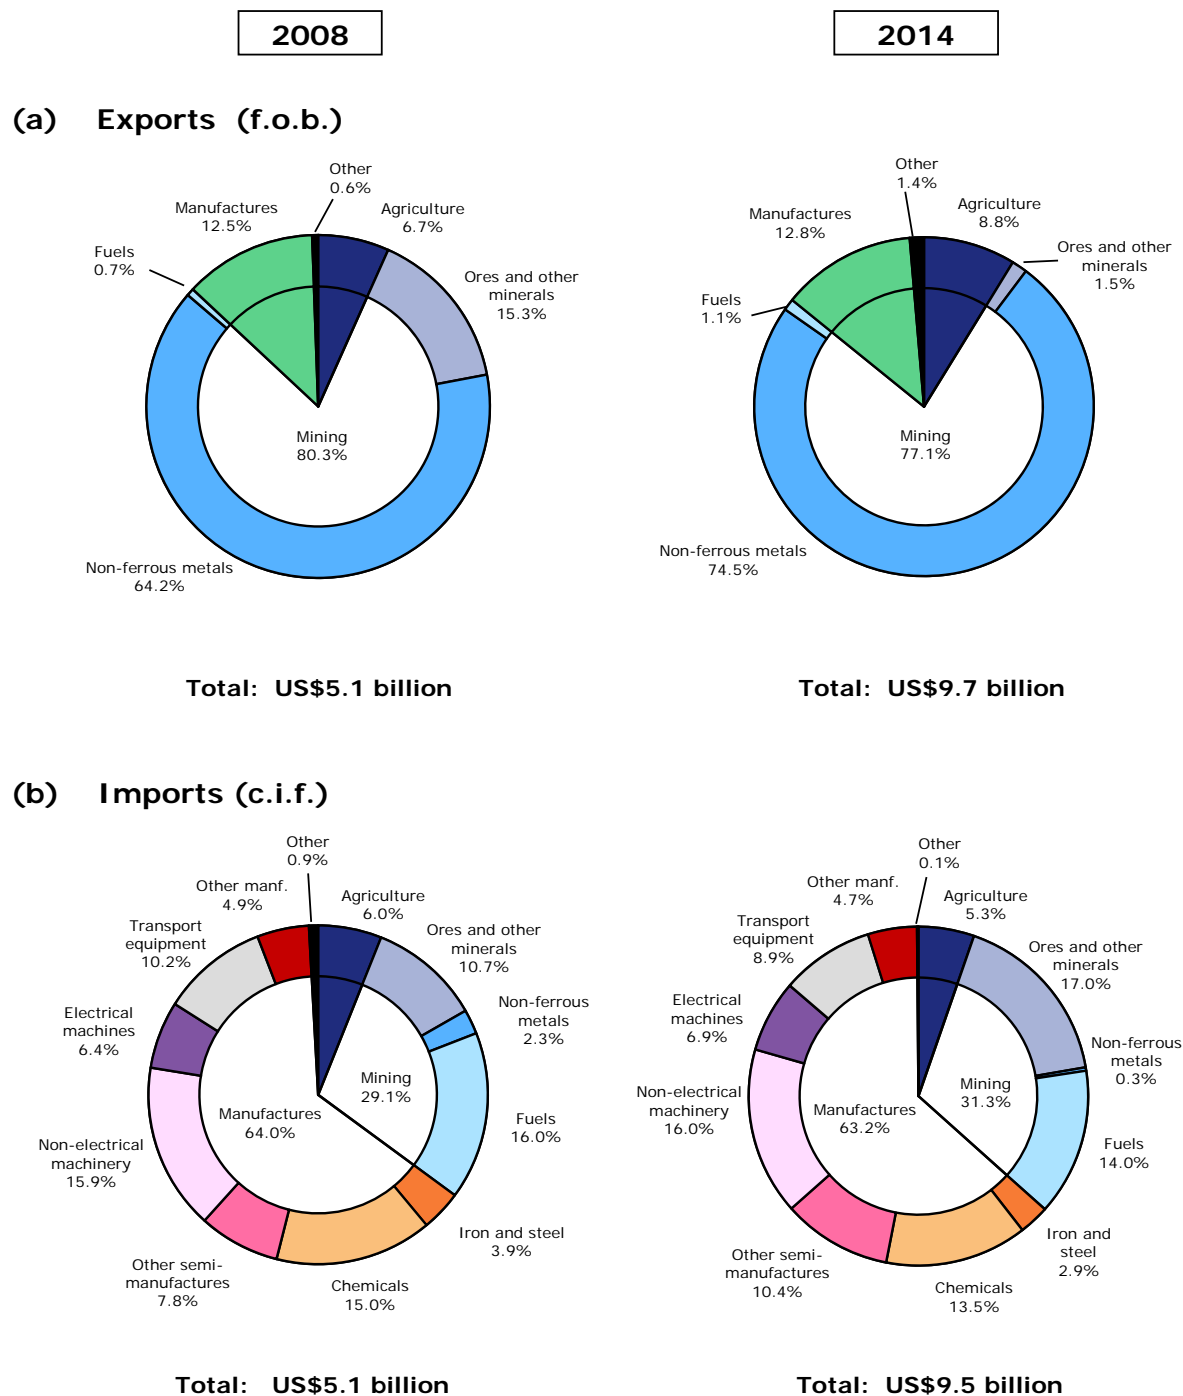 2008
2014
(a) Exports (f.o.b.)
Other
0.6%
Manufactures
12.5%
Agriculture
6.7%
Fuels
0.7%
Ores and other
minerals
15.3%
Mining
80.3%
Non-ferrous metals
64.2%
Total: US$5.1 billion
Other
1.4%
Manufactures
12.8%
Agriculture
8.8%
Ores and other
minerals
1.5%
Fuels
1.1%
Mining
77.1%
Non-ferrous metals
74.5%
Total: US$9.7 billion
(b) Imports (c.i.f.)
Other
0.9%
Other manf.
4.9%
Agriculture
6.0%
Transport
equipment
10.2%
Ores and other
minerals
10.7%
Electrical
machines
6.4%
Non-ferrous
metals
2.3%
Mining
29.1%
Manufactures
64.0%
Fuels
16.0%
Non-electrical
machinery
15.9%
Iron and steel
3.9%
Other semi-
manufactures
7.8%
Chemicals
15.0%
Total: US$5.1 billion
Other
0.1%
Other manf.
4.7%
Agriculture
5.3%
Transport
equipment
8.9%
Ores and other
minerals
17.0%
Electrical
machines
6.9%
Non-ferrous
metals
0.3%
Mining
31.3%
Manufactures
63.2%
Non-electrical
machinery
16.0%
Fuels
14.0%
Iron and
steel
2.9%
Other semi-
manufactures
10.4%
Chemicals
13.5%
Total: US$9.5 billion